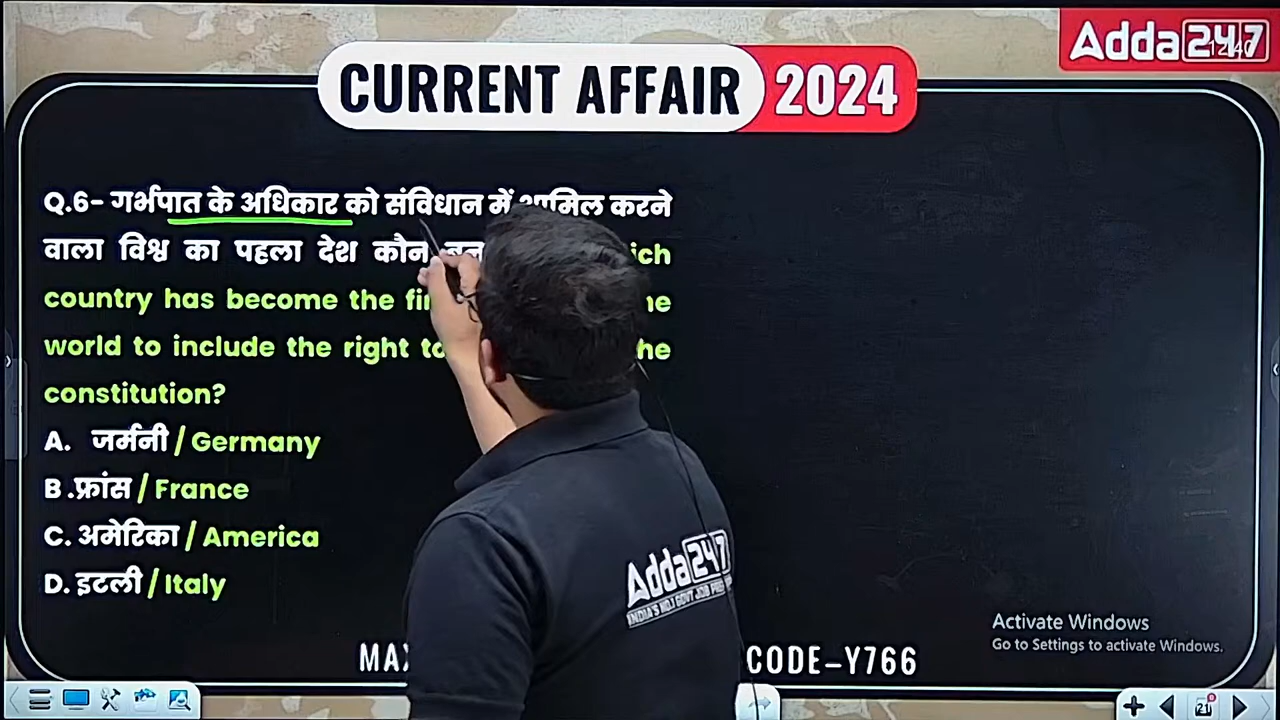 Adda247
CURRENT AFFAIR 2024
Q.6- गर्भपात के अधिकार को संविधान में शामिल करने
वाला विश्व का पहला देश कौन
country has become the
world to include the right
constitution?
A. जर्मनी / Germany
B .फ्रांस / France
C. अमेरिका / America
D. इटली / Italy
Adda247
Activate Windows
Go to Settings to activate Windows.
CODE-Y766
21